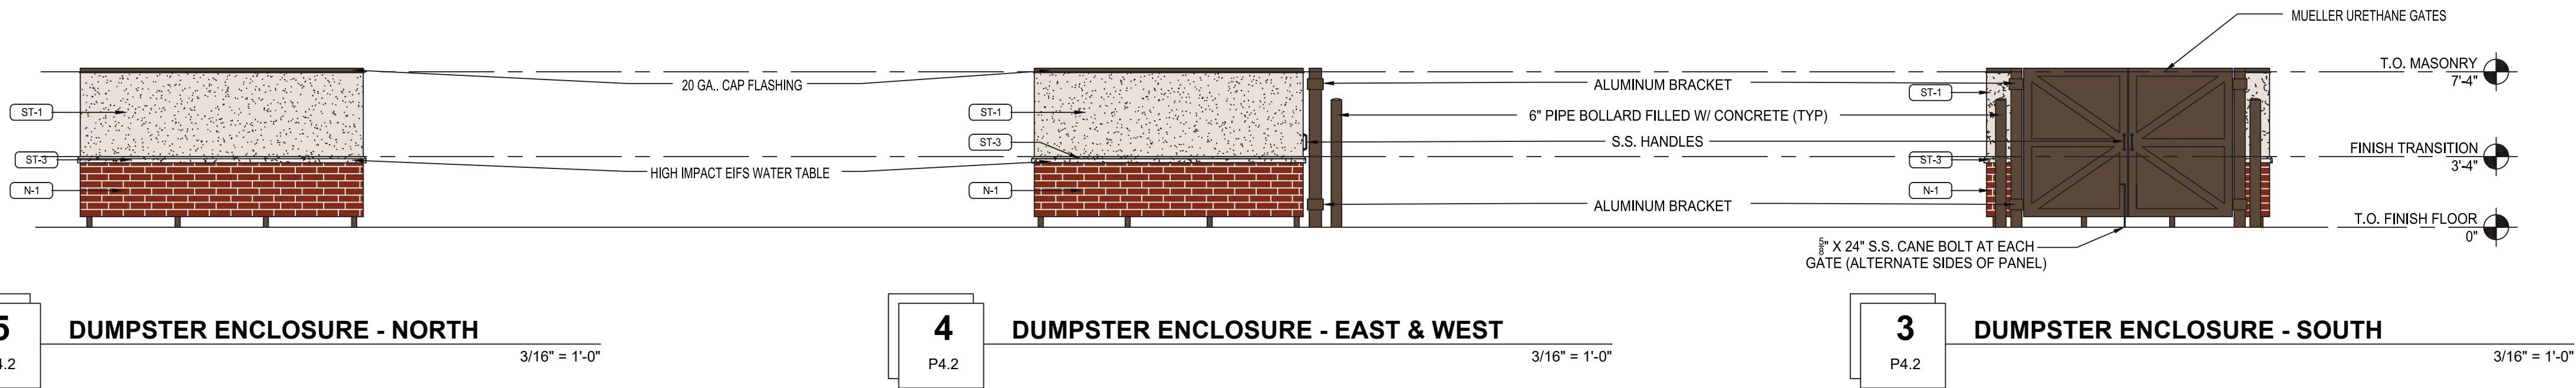 MUELLER URETHANE GATES
T.O. MASONRY
7'-4"
20 GA.. CAP FLASHING
ALUMINUM BRACKET
ST-1
ST-1
ST-1
6" PIPE BOLLARD FILLED W/ CONCRETE (TYP)
S.S. HANDLES
ST-3
ST-3
ST-3
FINISH TRANSITION
3'-4"
HIGH IMPACT EIFS WATER TABLE
N-1
N-1
N-1
ALUMINUM BRACKET
T.O. FINISH FLOOR
0"
5/8" X 24" S.S. CANE BOLT AT EACH
GATE (ALTERNATE SIDES OF PANEL)
5
DUMPSTER ENCLOSURE - NORTH
3/16" = 1'-0"
4.2
4
DUMPSTER ENCLOSURE - EAST & WEST
3/16" = 1'-0"
P4.2
3
DUMPSTER ENCLOSURE - SOUTH
3/16" = 1'-0"
P4.2